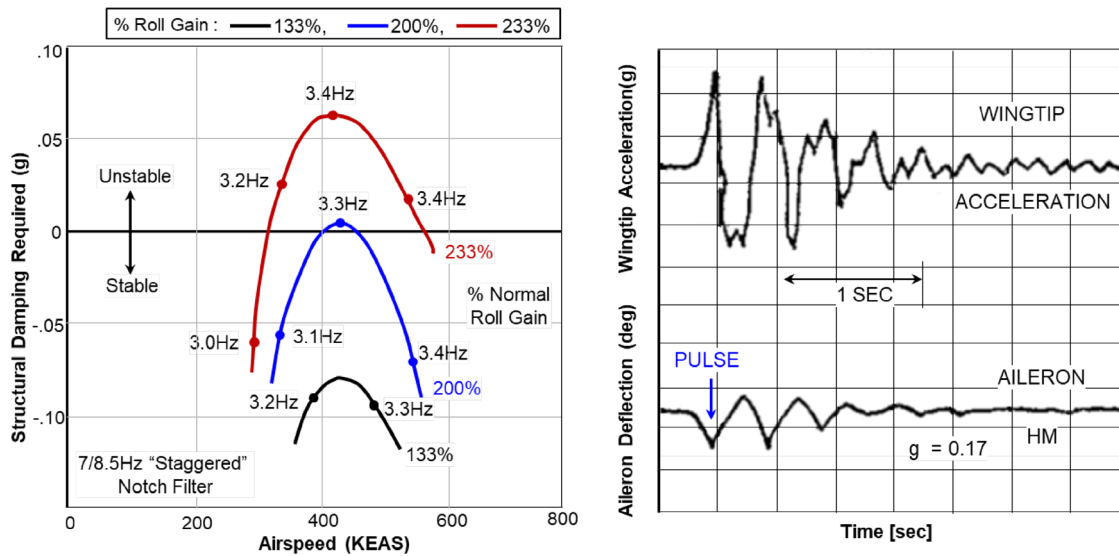 % Roll Gain : 133%, 200%, 233%
Structural Damping Required (g)
.10
.05
0
-.05
-.10
Unstable
Stable
3.4Hz
3.2Hz
3.3Hz
3.4Hz
233%
% Normal
Roll Gain
3.0Hz
3.1Hz
3.4Hz
200%
3.2Hz
3.3Hz
133%
7/8.5Hz “Staggered”
Notch Filter
0
200
400
600
800
Airspeed (KEAS)
Wingtip Acceleration(g)
WINGTIP
ACCELERATION
1 SEC
Aileron Deflection (deg)
PULSE
AILERON
HM
g = 0.17
Time [sec]